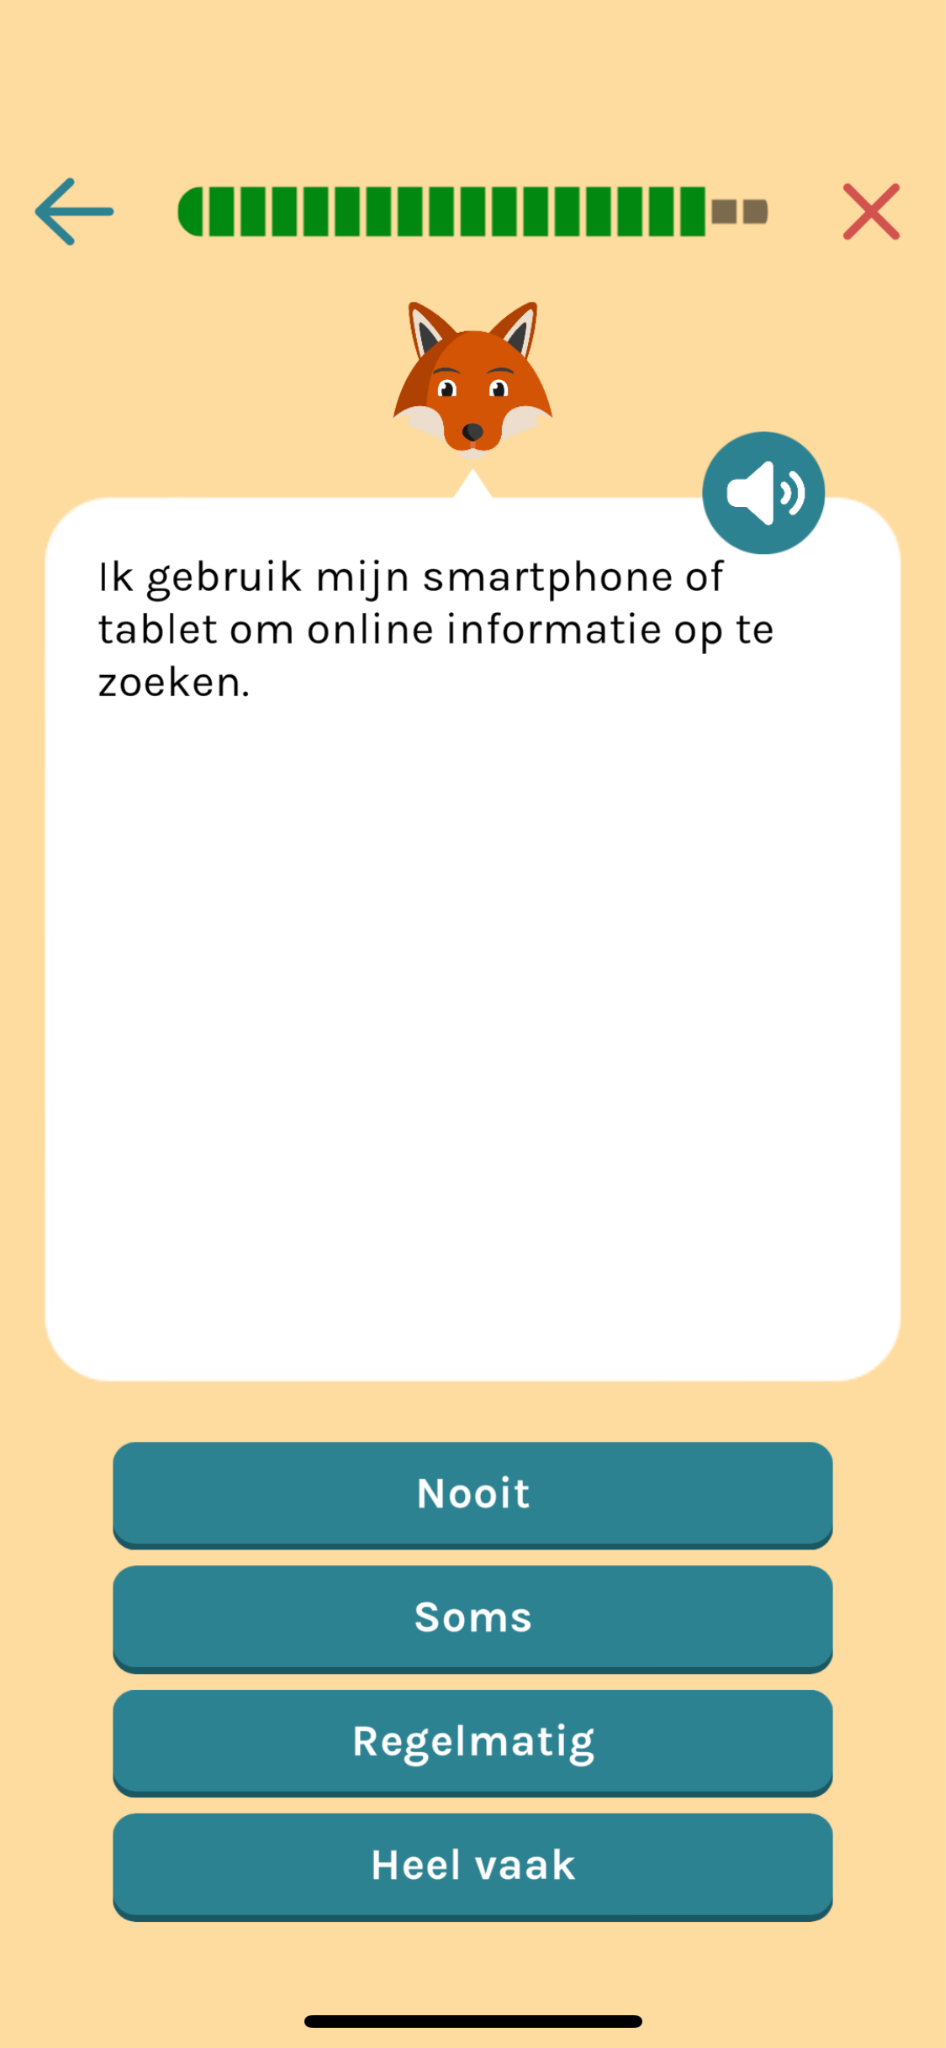 Ik gebruik mijn smartphone of
tablet om online informatie op te
zoeken.
Nooit
Soms
Regelmatig
Heel vaak